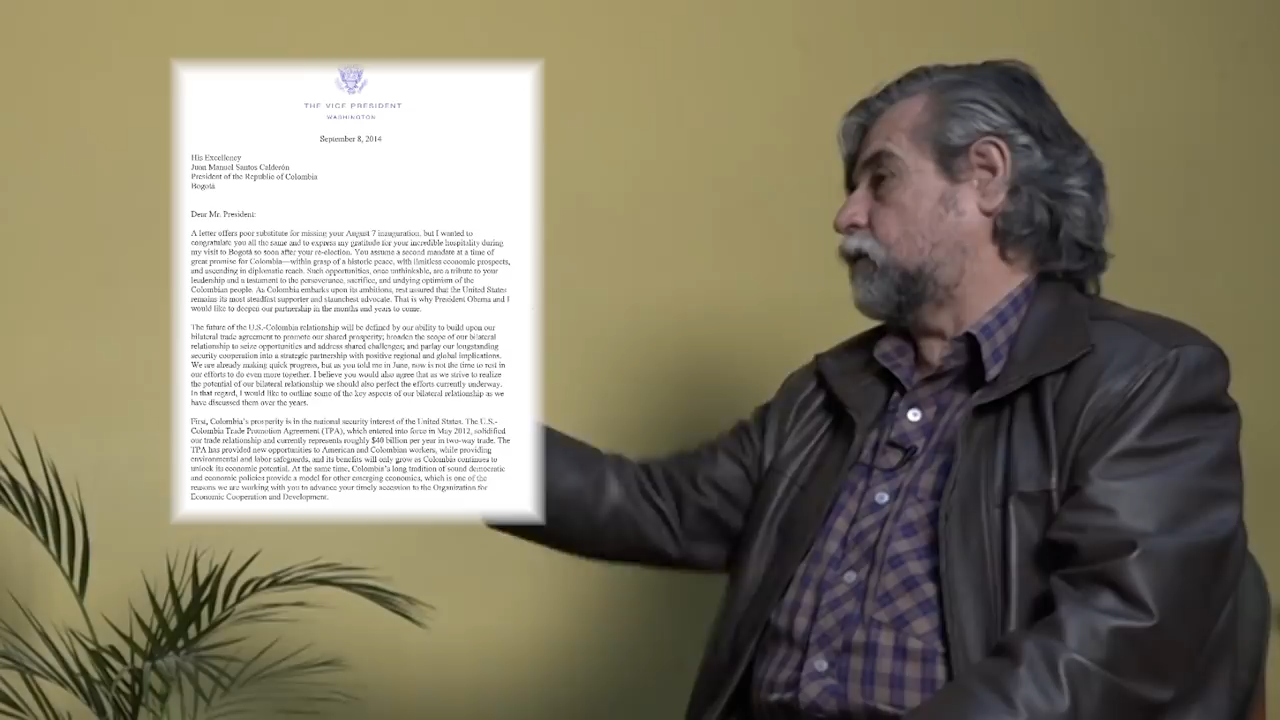 THE VICE PRESIDENT
WASHINGTON
September 8, 2014
His Excellency
Juan Manuel Santos Calderón
President of the Republic of Colombia
Bogotá
Dear Mr. President:
A letter offers poor substitute for missing your August 7 inauguration, but I wanted to
congratulate you all the same and to express my gratitude for your incredible hospitality during
my visit to Bogotá so soon after your re-election. You assume a second mandate at a time of
great promise for Colombia—within grasp of a historic peace, with limitless economic prospects,
and ascending in diplomatic reach. Such opportunities, once unthinkable, are a tribute to your
leadership and a testament to the perseverance, sacrifice, and undying optimism of the
Colombian people. As Colombia embarks upon its ambitions, rest assured that the United States
remains its most steadfast supporter and staunchest advocate. That is why President Obama and I
would like to deepen our partnership in the months and years to come.
The future of the U.S.-Colombia relationship will be defined by our ability to build upon our
bilateral trade agreement to promote our shared prosperity; broaden the scope of our bilateral
relationship to seize opportunities and address shared challenges; and parlay our longstanding
security cooperation into a strategic partnership with positive regional and global implications.
We are already making quick progress, but as you told me in June, now is not the time to rest in
our efforts to do even more together. I believe you would also agree that as we strive to realize
the potential of our bilateral relationship we should also perfect the efforts currently underway.
In that regard, I would like to outline some of the key aspects of our bilateral relationship as we
have discussed them over the years.
First, Colombia's prosperity is in the national security interest of the United States. The U.S.-
Colombia Trade Promotion Agreement (TPA), which entered into force in May 2012, solidified
our trade relationship and currently represents roughly $40 billion per year in two-way trade. The
TPA has provided new opportunities to American and Colombian workers, while providing
environmental and labor safeguards, and its benefits will only grow as Colombia continues to
unlock its economic potential. At the same time, Colombia's long tradition of sound democratic
and economic policies provide a model for other emerging economies, which is one of the
reasons we are working with you to advance your timely accession to the Organization for
Economic Cooperation and Development.